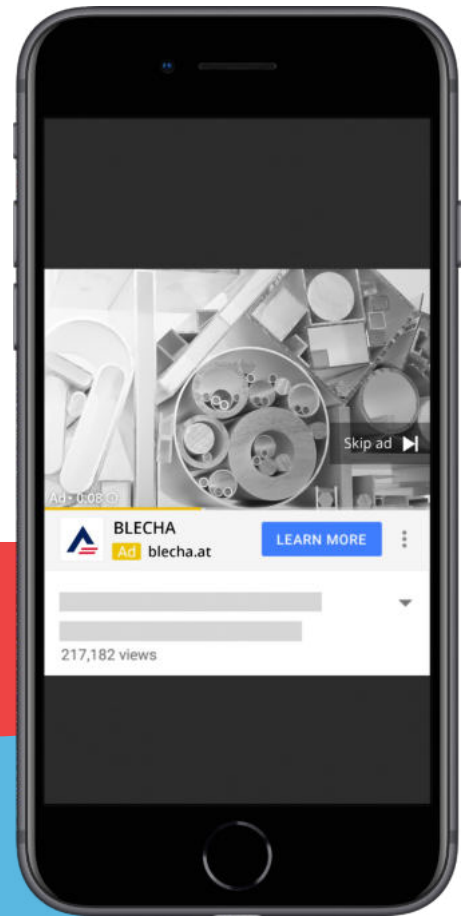 Skip ad
Ad • 0:08
BLECHA
Ad blecha.at
LEARN MORE
217,182 views